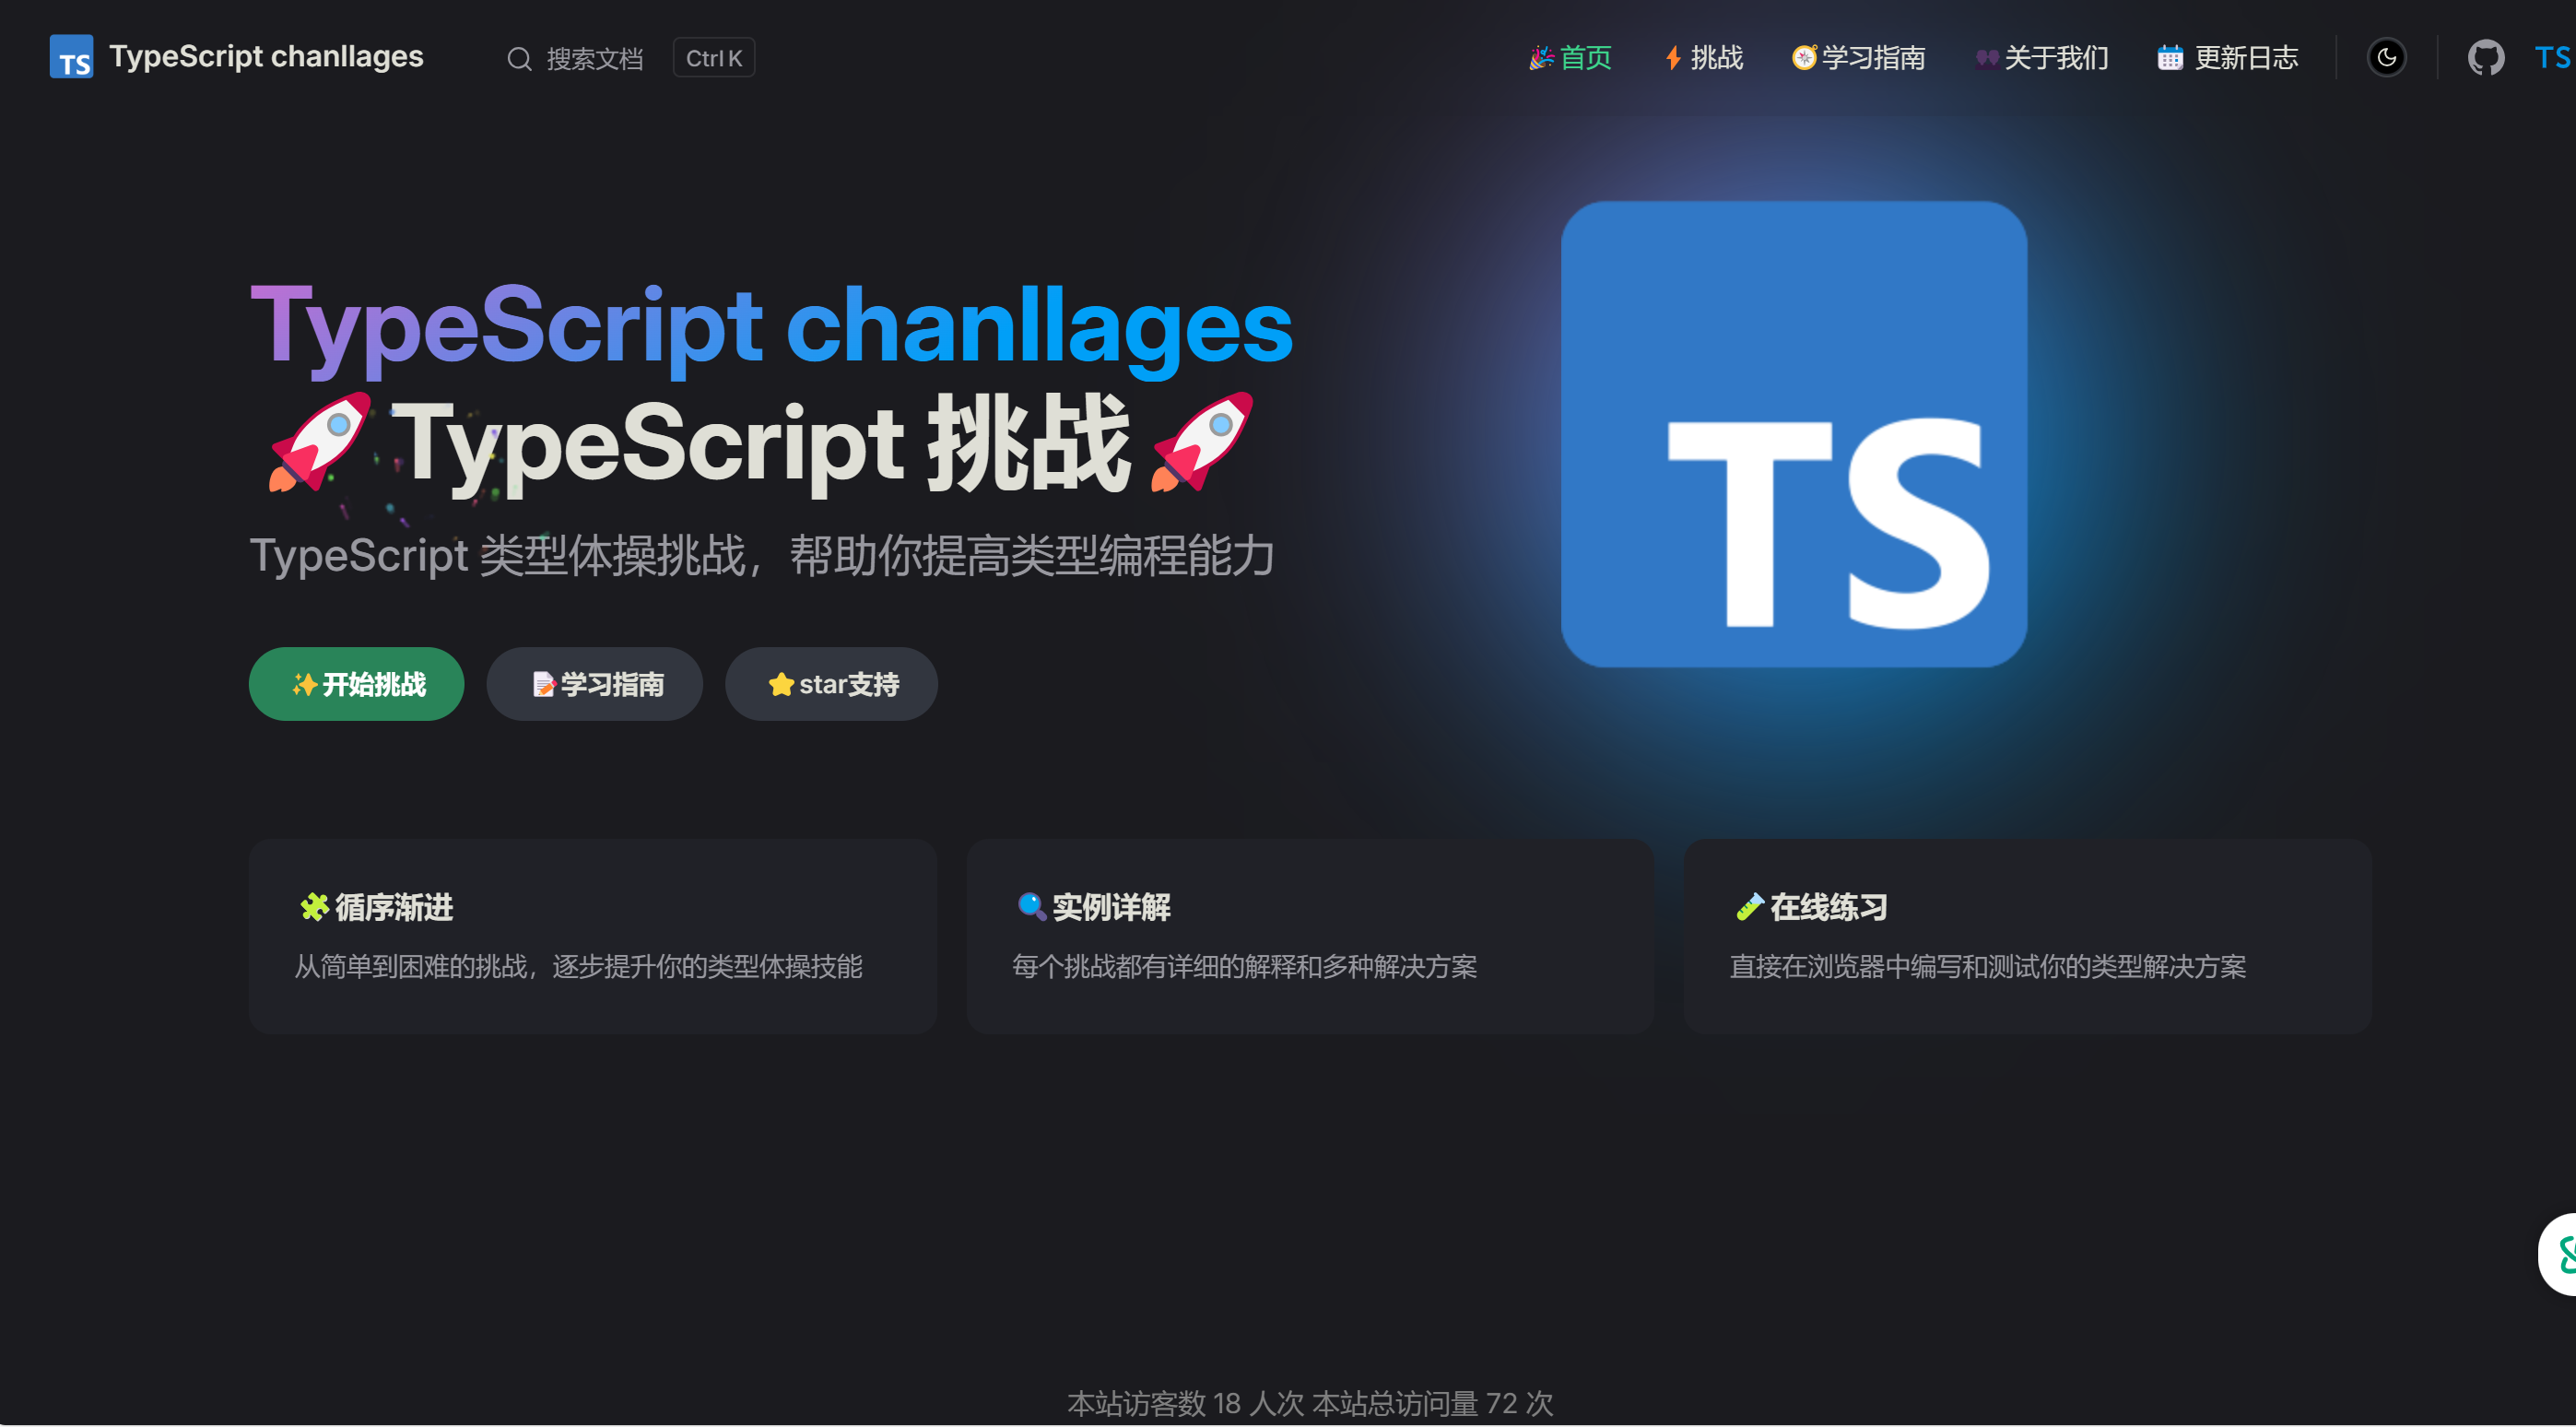 TS TypeScript chanllages 搜索文档 Ctrl K 🎉首页 ⚡挑战 🧭学习指南 🕶️关于我们 📅 更新日志 TS
TypeScript chanllages
🚀TypeScript 挑战🚀
TypeScript 类型体操挑战，帮助你提高类型编程能力
TS
✨开始挑战 📝学习指南 ⭐star支持
🧩循序渐进
从简单到困难的挑战，逐步提升你的类型体操技能
🔍实例详解
每个挑战都有详细的解释和多种解决方案
🧪在线练习
直接在浏览器中编写和测试你的类型解决方案
本站访客数 18 人次 本站总访问量 72 次